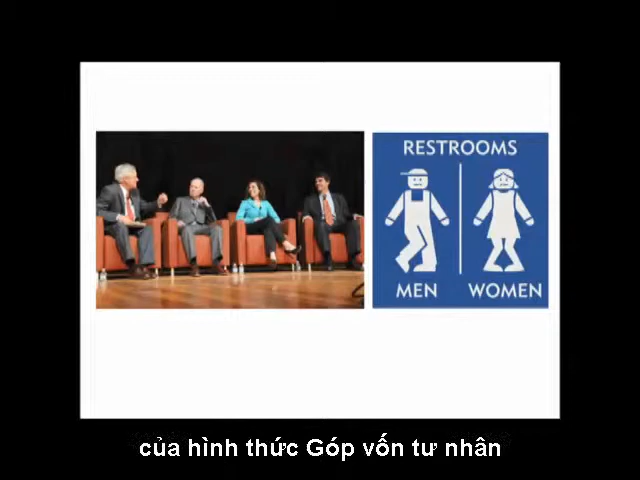 RESTROOMS
MEN WOMEN
của hình thức Góp vốn tư nhân